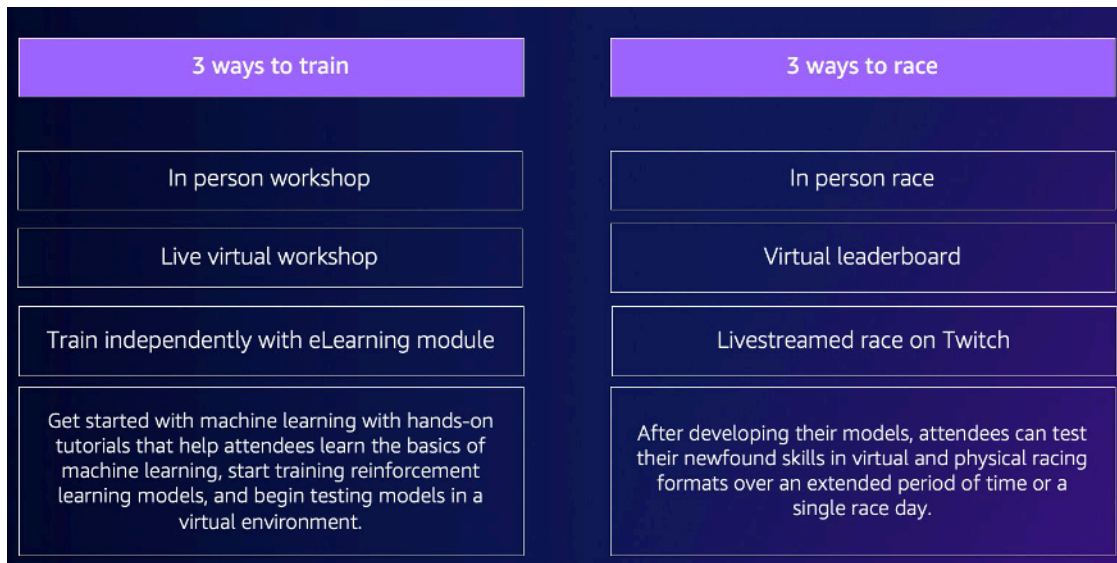 3 ways to train
In person workshop
Live virtual workshop
Train independently with eLearning module
Get started with machine learning with hands-on
tutorials that help attendees learn the basics of
machine learning, start training reinforcement
learning models, and begin testing models in a
virtual environment.
3 ways to race
In person race
Virtual leaderboard
Livestreamed race on Twitch
After developing their models, attendees can test
their newfound skills in virtual and physical racing
formats over an extended period of time or a
single race day.